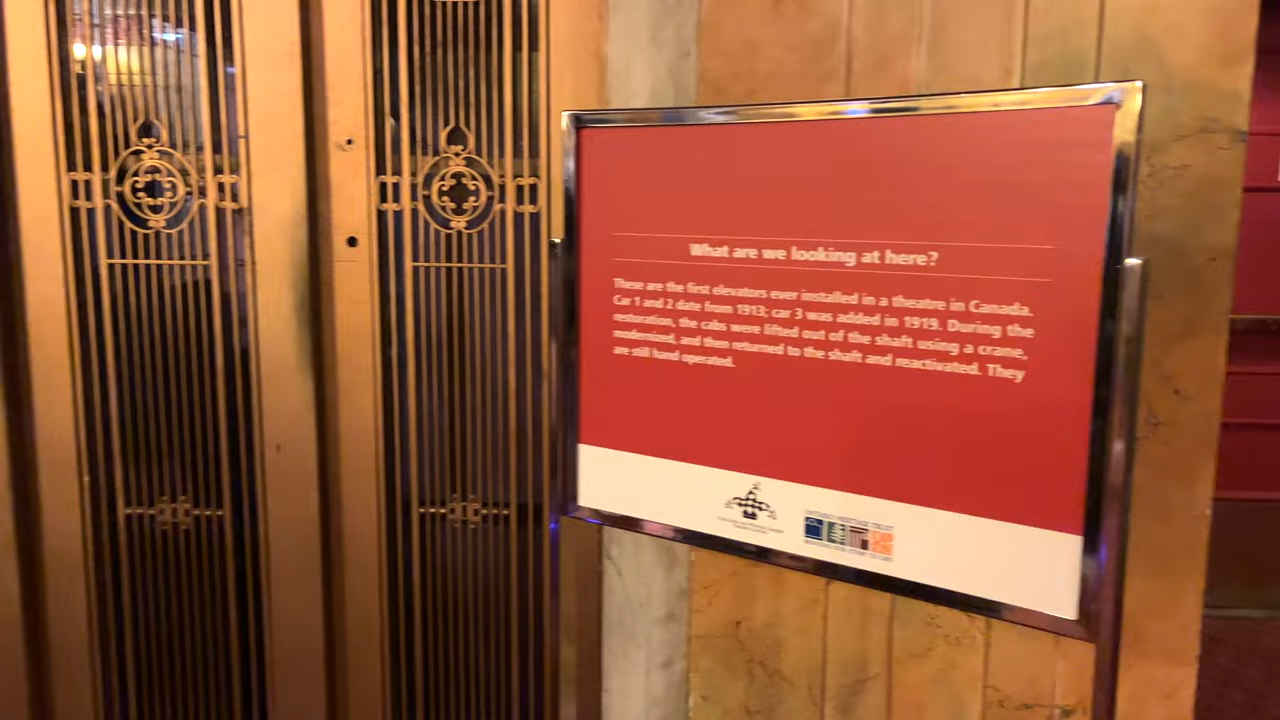 What are we looking at here?
These are the first elevators ever installed in a theatre in Canada.
Car 1 and 2 date from 1913; car 3 was added in 1919. During the
restoration, the cabs were lifted out of the shaft using a crane,
modernized, and then returned to the shaft and reactivated. They
are still hand operated.
ONTARIO HERITAGE TRUST